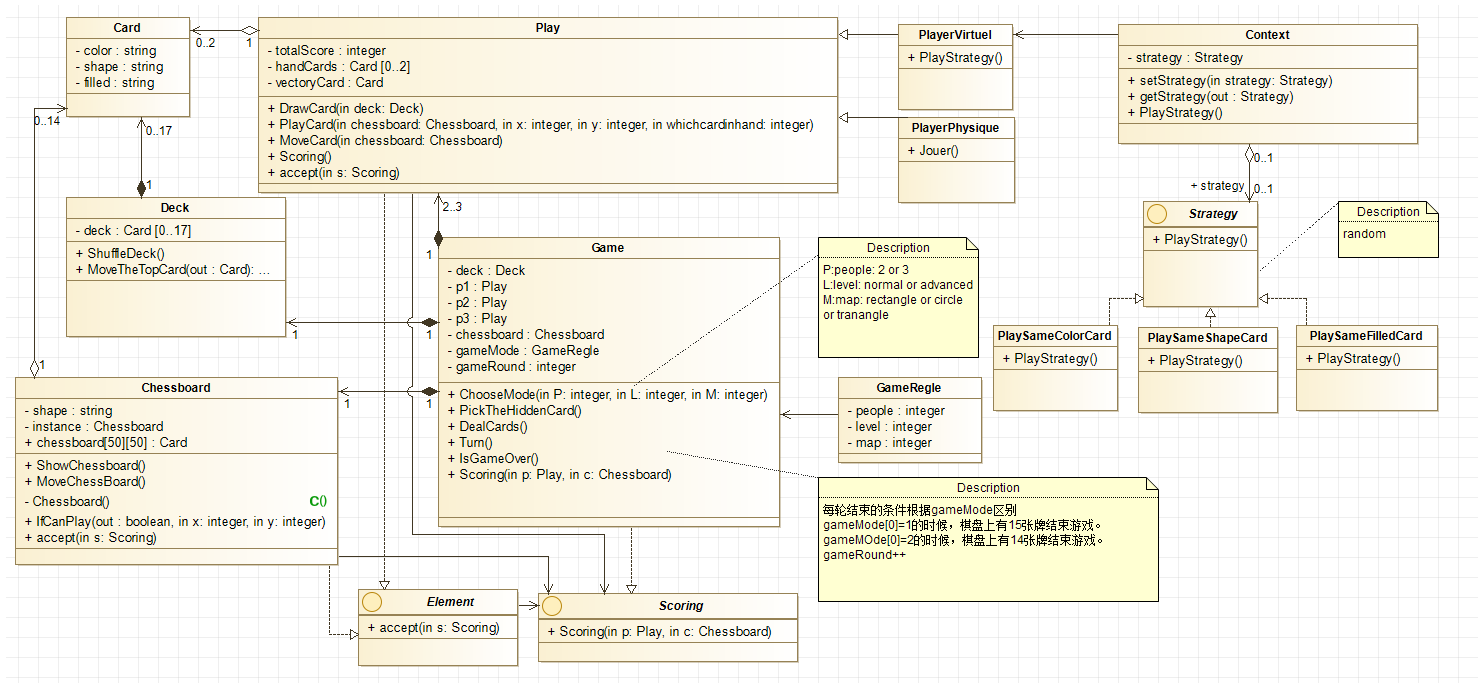 Card
- color : string
- shape : string
- filled : string
0..2
1
Play
- totalScore : integer
- handCards : Card [0..2]
- vectoryCard : Card
+ DrawCard(in deck: Deck)
+ PlayCard(in chessboard: Chessboard, in x: integer, in y: integer, in whichcardinhand: integer)
+ MoveCard(in chessboard: Chessboard)
+ Scoring()
+ accept(in s: Scoring)
PlayerVirtuel
+ PlayStrategy()
PlayerPhysique
+ Jouer()
Context
- strategy : Strategy
+ setStrategy(in strategy: Strategy)
+ getStrategy(out : Strategy)
+ PlayStrategy()
0..1
+ strategy
0..1
Strategy
+ PlayStrategy()
Description
random
PlaySameColorCard
+ PlayStrategy()
PlaySameShapeCard
+ PlayStrategy()
PlaySameFilledCard
+ PlayStrategy()
0..14
0..17
1
Deck
- deck : Card [0..17]
+ ShuffleDeck()
+ MoveTheTopCard(out : Card): ...
2..3
1
Game
- deck : Deck
- p1 : Play
- p2 : Play
- p3 : Play
- chessboard : Chessboard
- gameMode : GameRegle
- gameRound : integer
+ ChooseMode(in P: integer, in L: integer, in M: integer)
+ PickTheHiddenCard()
+ DealCards()
+ Turn()
+ IsGameOver()
+ Scoring(in p: Play, in c: Chessboard)
1
1
1
1
1
Description
P:people: 2 or 3
L:level: normal or advanced
M:map: rectangle or circle
or tranangle
GameRegle
- people : integer
- level : integer
- map : integer
Chessboard
- shape : string
- instance : Chessboard
+ chessboard[50][50] : Card
+ ShowChessboard()
+ MoveChessBoard()
- Chessboard()
C()
+ IfCanPlay(out : boolean, in x: integer, in y: integer)
+ accept(in s: Scoring)
Description
每轮结束的条件根据gameMode区别
gameMode[0]=1的时候，棋盘上有15张牌结束游戏。
gameMOde[0]=2的时候，棋盘上有14张牌结束游戏。
gameRound++
Element
+ accept(in s: Scoring)
Scoring
+ Scoring(in p: Play, in c: Chessboard)